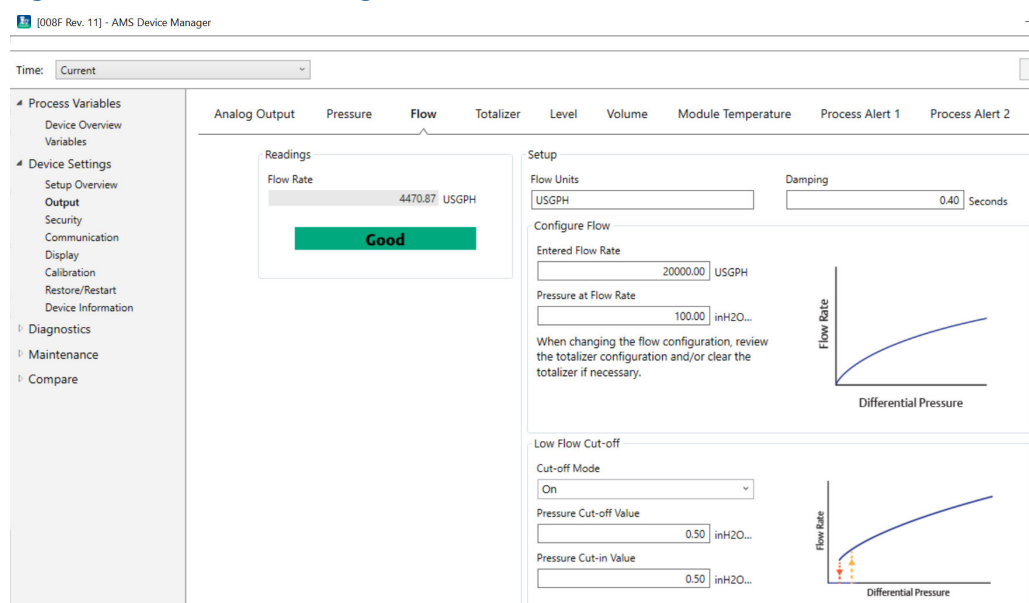 [008F Rev. 11] - AMS Device Manager
Time: Current
Process Variables
Device Overview
Variables
Device Settings
Setup Overview
Output
Security
Communication
Display
Calibration
Restore/Restart
Device Information
Diagnostics
Maintenance
Compare
Analog Output Pressure Flow Totalizer Level Volume Module Temperature Process Alert 1 Process Alert 2
Readings
Flow Rate
4470.87 USGPH
Good
Setup
Flow Units
USGPH
Damping
0.40 Seconds
Configure Flow
Entered Flow Rate
20000.00 USGPH
Pressure at Flow Rate
100.00 inH2O...
When changing the flow configuration, review
the totalizer configuration and/or clear the
totalizer if necessary.
Flow Rate
Differential Pressure
Low Flow Cut-off
Cut-off Mode
On
Pressure Cut-off Value
0.50 inH2O...
Pressure Cut-in Value
0.50 inH2O...
Flow Rate
Differential Pressure